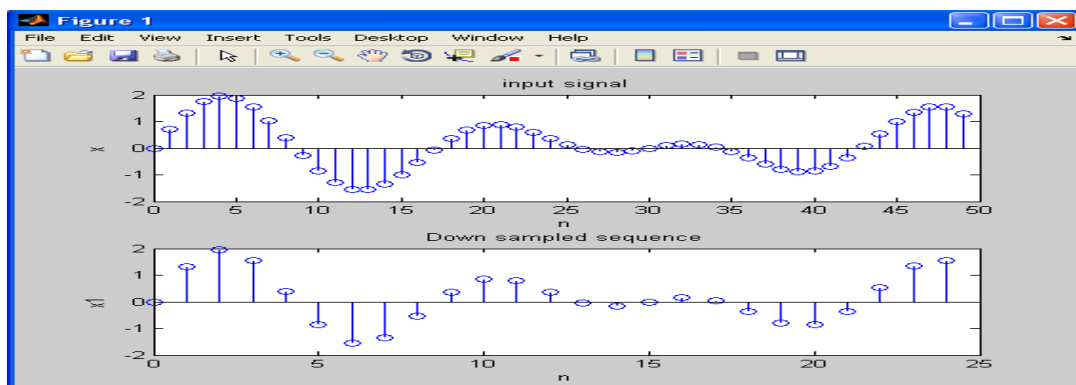 Figure 1
File Edit View Insert Tools Desktop Window Help
input signal
2
1
0
-1
-2
x
0 5 10 15 20 25 30 35 40 45 50
n
Down sampled sequence
2
1
0
-1
-2
x1
0 5 10 15 20 25
n